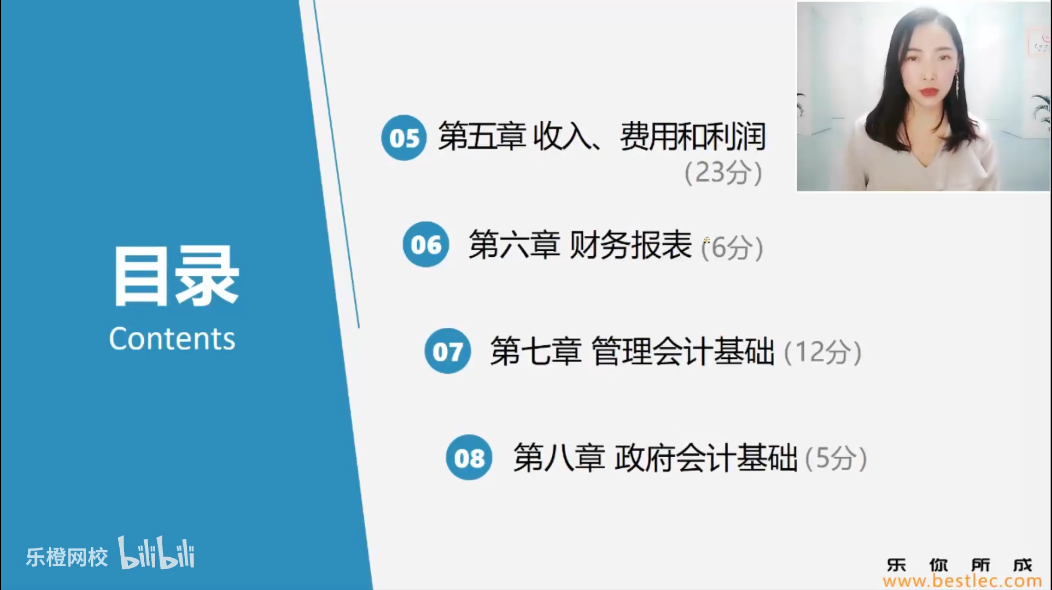 目录
Contents
05 第五章 收入、费用和利润
(23分)
06 第六章 财务报表 (6分)
07 第七章 管理会计基础 (12分)
08 第八章 政府会计基础 (5分)
乐橙网校 bilibili
乐你所成
www.bestlec.com